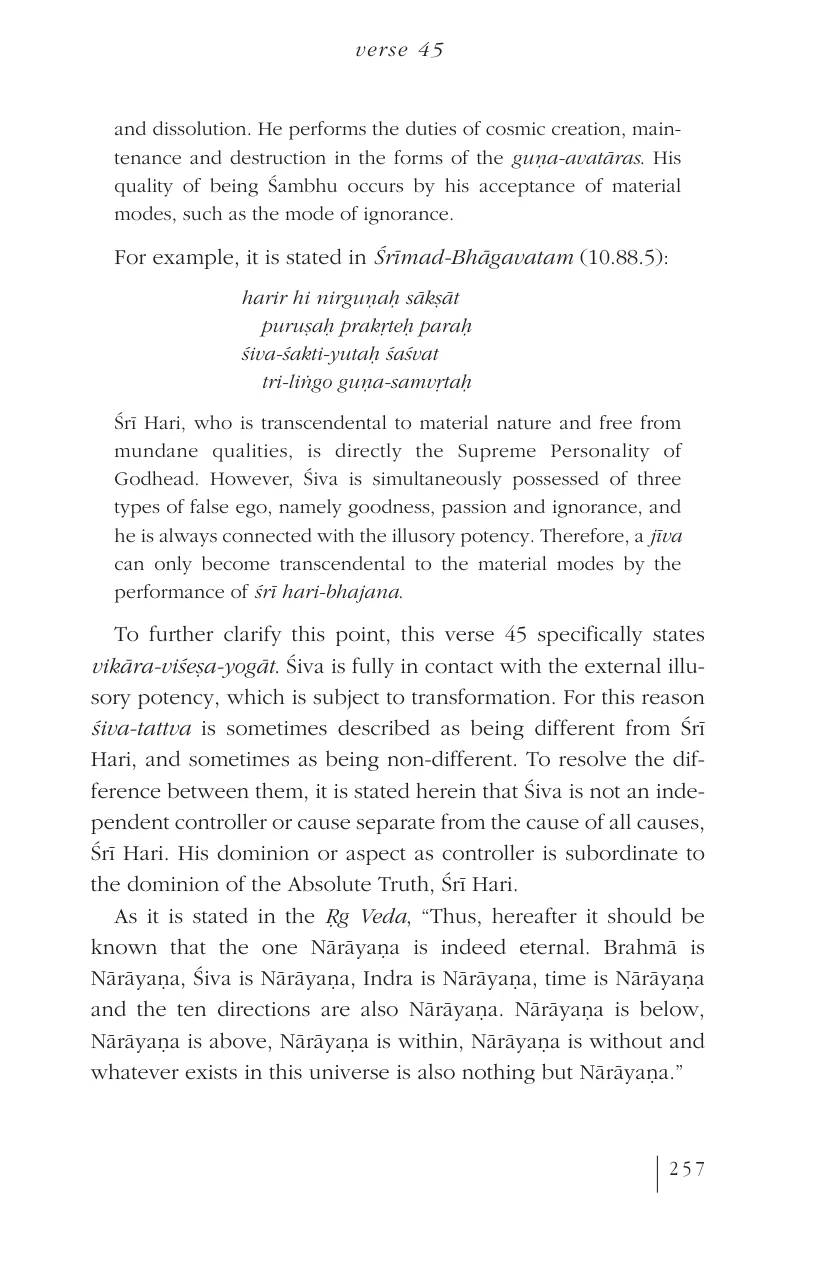 verse 45
and dissolution. He performs the duties of cosmic creation, main-
tenance and destruction in the forms of the guṇa-avatāras. His
quality of being Śambhu occurs by his acceptance of material
modes, such as the mode of ignorance.
For example, it is stated in Śrīmad-Bhāgavatam (10.88.5):
harir hi nirguṇaḥ sākṣāt
puruṣaḥ prakṛteḥ paraḥ
śiva-śakti-yutaḥ śaśvat
tri-liṅgo guṇa-samvṛtaḥ
Śrī Hari, who is transcendental to material nature and free from
mundane qualities, is directly the Supreme Personality of
Godhead. However, Śiva is simultaneously possessed of three
types of false ego, namely goodness, passion and ignorance, and
he is always connected with the illusory potency. Therefore, a jīva
can only become transcendental to the material modes by the
performance of śrī hari-bhajana.
To further clarify this point, this verse 45 specifically states
vikāra-viśeṣa-yogāt. Śiva is fully in contact with the external illu-
sory potency, which is subject to transformation. For this reason
śiva-tattva is sometimes described as being different from Śrī
Hari, and sometimes as being non-different. To resolve the dif-
ference between them, it is stated herein that Śiva is not an inde-
pendent controller or cause separate from the cause of all causes,
Śrī Hari. His dominion or aspect as controller is subordinate to
the dominion of the Absolute Truth, Śrī Hari.
As it is stated in the Ṛg Veda, “Thus, hereafter it should be
known that the one Nārāyaṇa is indeed eternal. Brahmā is
Nārāyaṇa, Śiva is Nārāyaṇa, Indra is Nārāyaṇa, time is Nārāyaṇa
and the ten directions are also Nārāyaṇa. Nārāyaṇa is below,
Nārāyaṇa is above, Nārāyaṇa is within, Nārāyaṇa is without and
whatever exists in this universe is also nothing but Nārāyaṇa.”
257